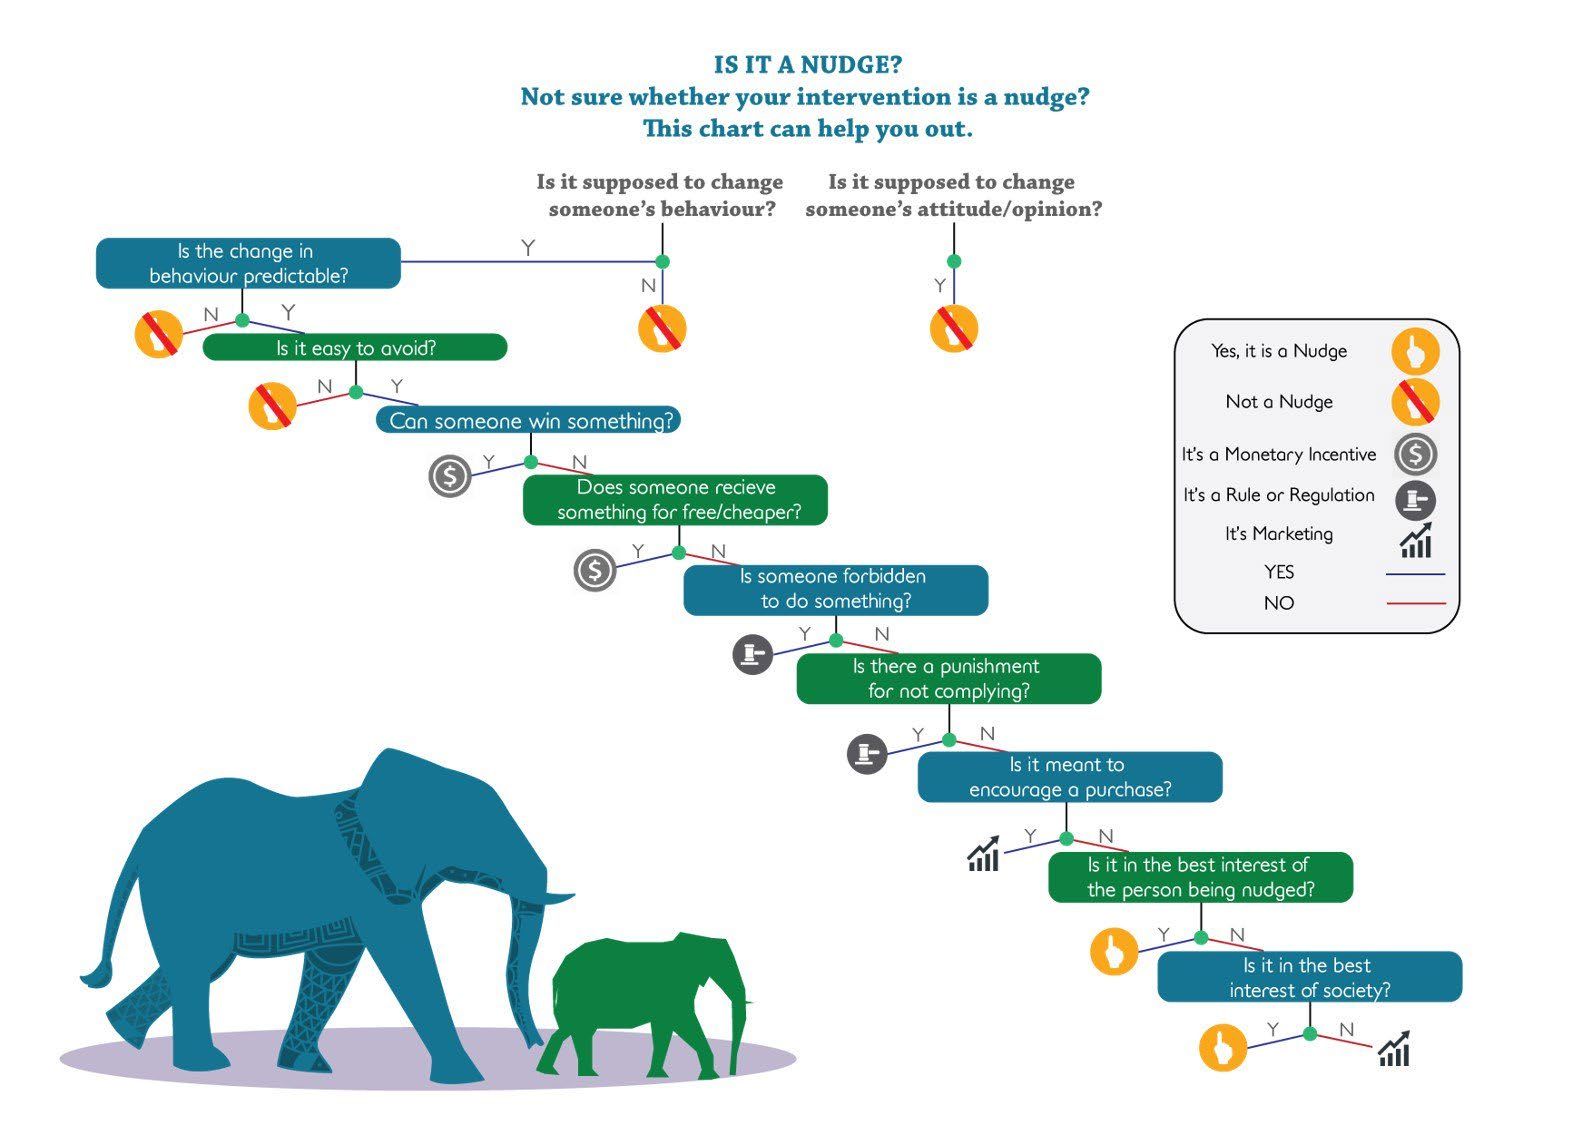 IS IT A NUDGE?
Not sure whether your intervention is a nudge?
This chart can help you out.
Is it supposed to change
someone's behaviour?
Is it supposed to change
someone's attitude/opinion?
Is the change in
behaviour predictable?
Y
N
Y
N
Y
Is it easy to avoid?
N
Y
Can someone win something?
Y
N
Does someone recieve
something for free/cheaper?
Y
N
Is someone forbidden
to do something?
Y
N
Is there a punishment
for not complying?
Y
N
Is it meant to
encourage a purchase?
Y
N
Is it in the best interest of
the person being nudged?
Y
N
Is it in the best
interest of society?
Y
N
Yes, it is a Nudge
Not a Nudge
It's a Monetary Incentive
$
It's a Rule or Regulation
It's Marketing
YES
NO
$
$